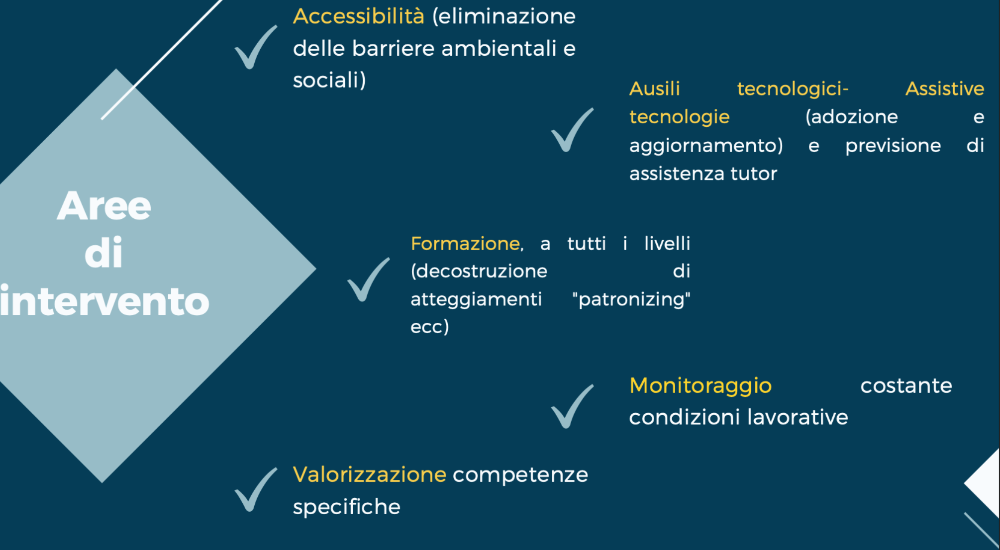 Aree
di
intervento
Accessibilità (eliminazione
delle barriere ambientali e
sociali)
Ausili tecnologici- Assistive
tecnologie (adozione e
aggiornamento) e previsione di
assistenza tutor
Formazione, a tutti i livelli
(decostruzione di
atteggiamenti "patronizing"
ecc)
Monitoraggio costante
condizioni lavorative
Valorizzazione competenze
specifiche